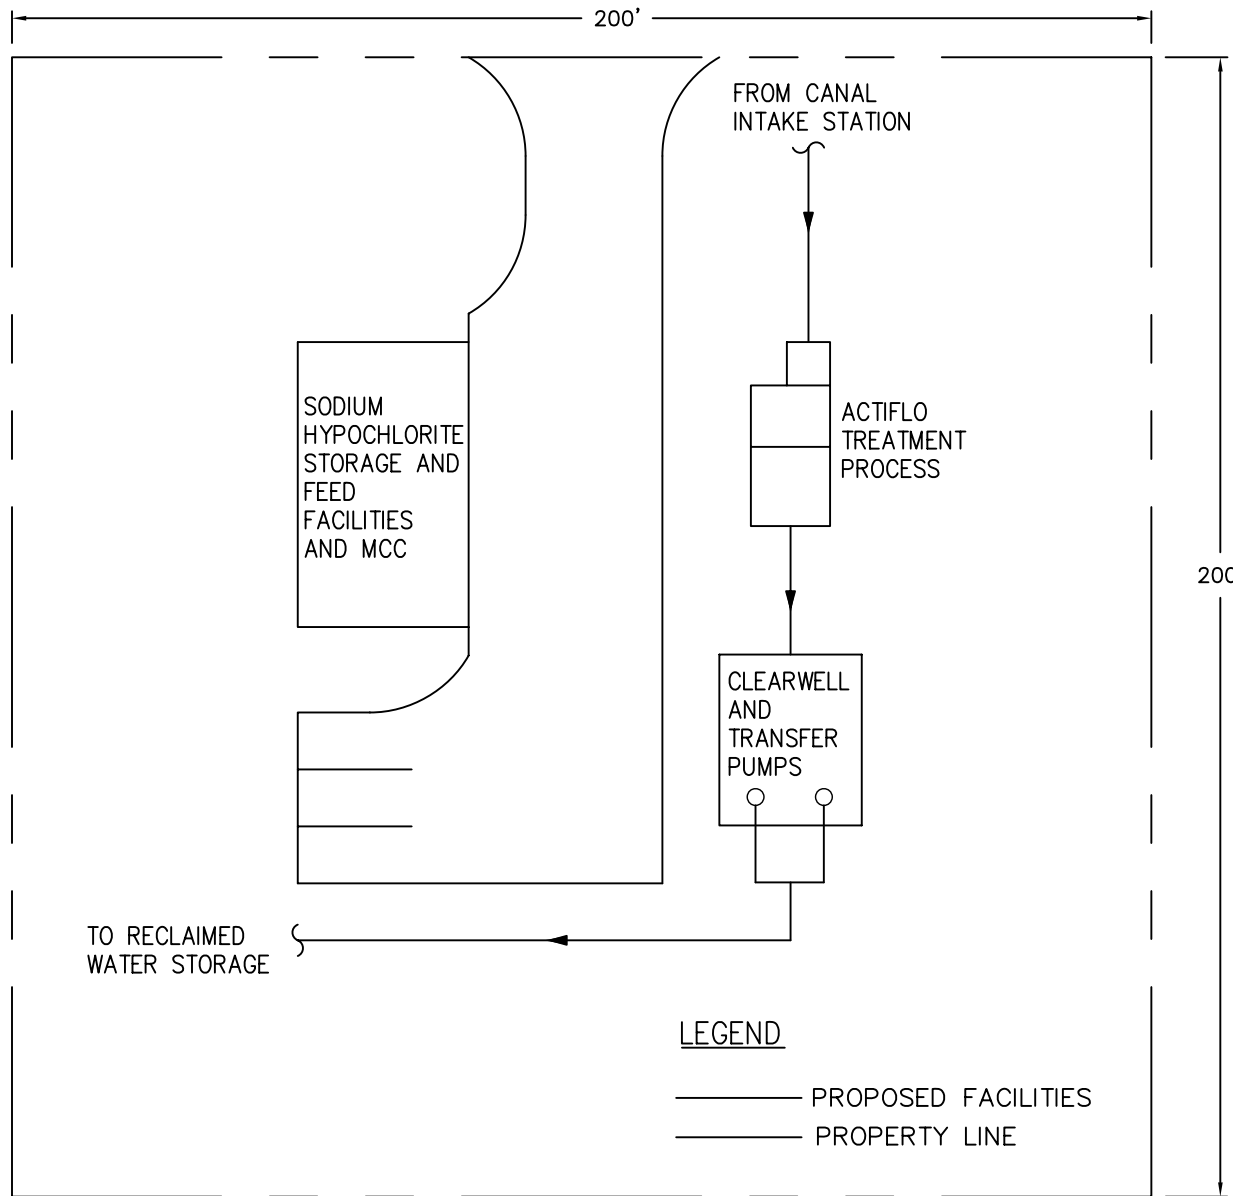 200'
FROM CANAL
INTAKE STATION
SODIUM
HYPOCHLORITE
STORAGE AND
FEED
FACILITIES
AND MCC
ACTIFLO
TREATMENT
PROCESS
200
CLEARWELL
AND
TRANSFER
PUMPS
TO RECLAIMED
WATER STORAGE
LEGEND
PROPOSED FACILITIES
PROPERTY LINE